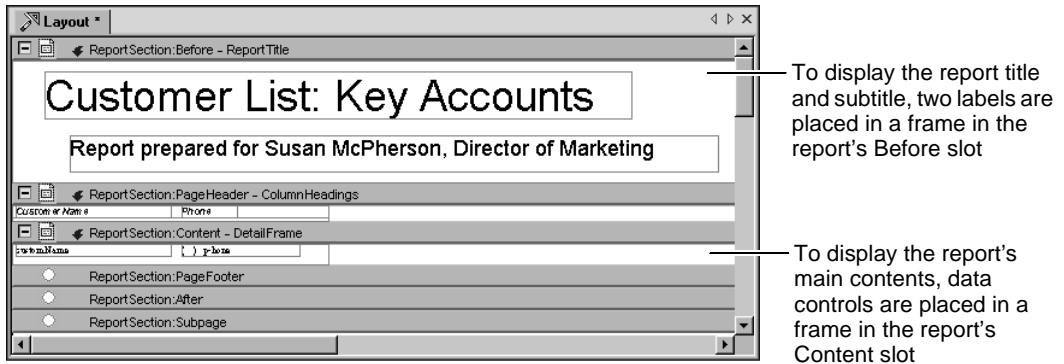 Layout *
ReportSection:Before - ReportTitle
Customer List: Key Accounts
Report prepared for Susan McPherson, Director of Marketing
ReportSection:PageHeader - ColumnHeadings
Customer Name Phone
ReportSection:Content - DetailFrame
ReportSection:PageFooter
ReportSection:After
ReportSection:Subpage
To display the report title
and subtitle, two labels are
placed in a frame in the
report's Before slot
To display the report's
main contents, data
controls are placed in a
frame in the report's
Content slot